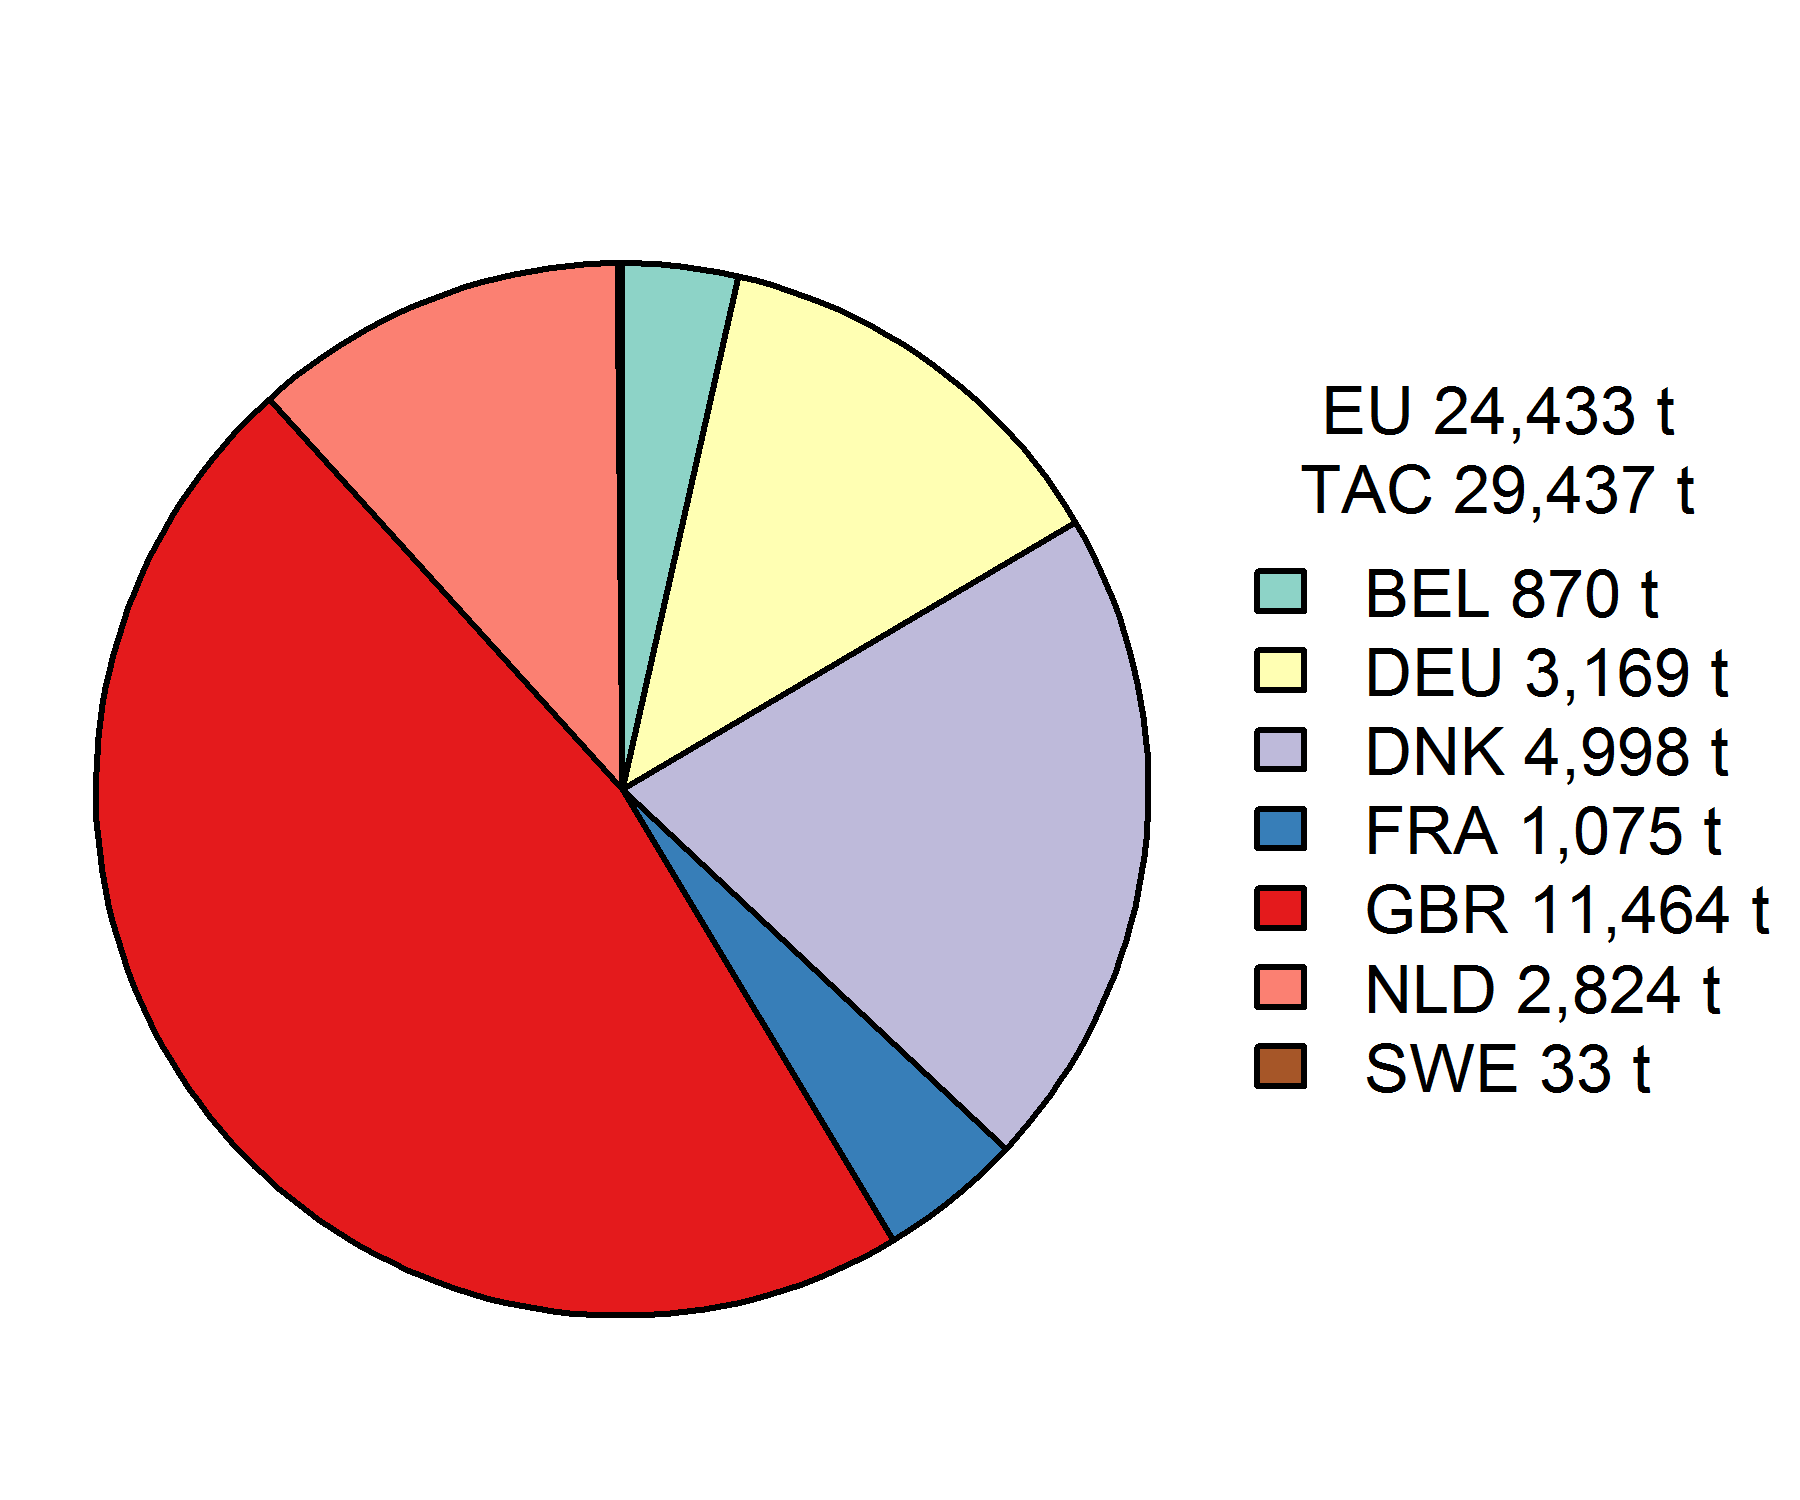 EU 24,433 t
TAC 29,437 t
BEL 870 t
DEU 3,169 t
DNK 4,998 t
FRA 1,075 t
GBR 11,464 t
NLD 2,824 t
SWE 33 t